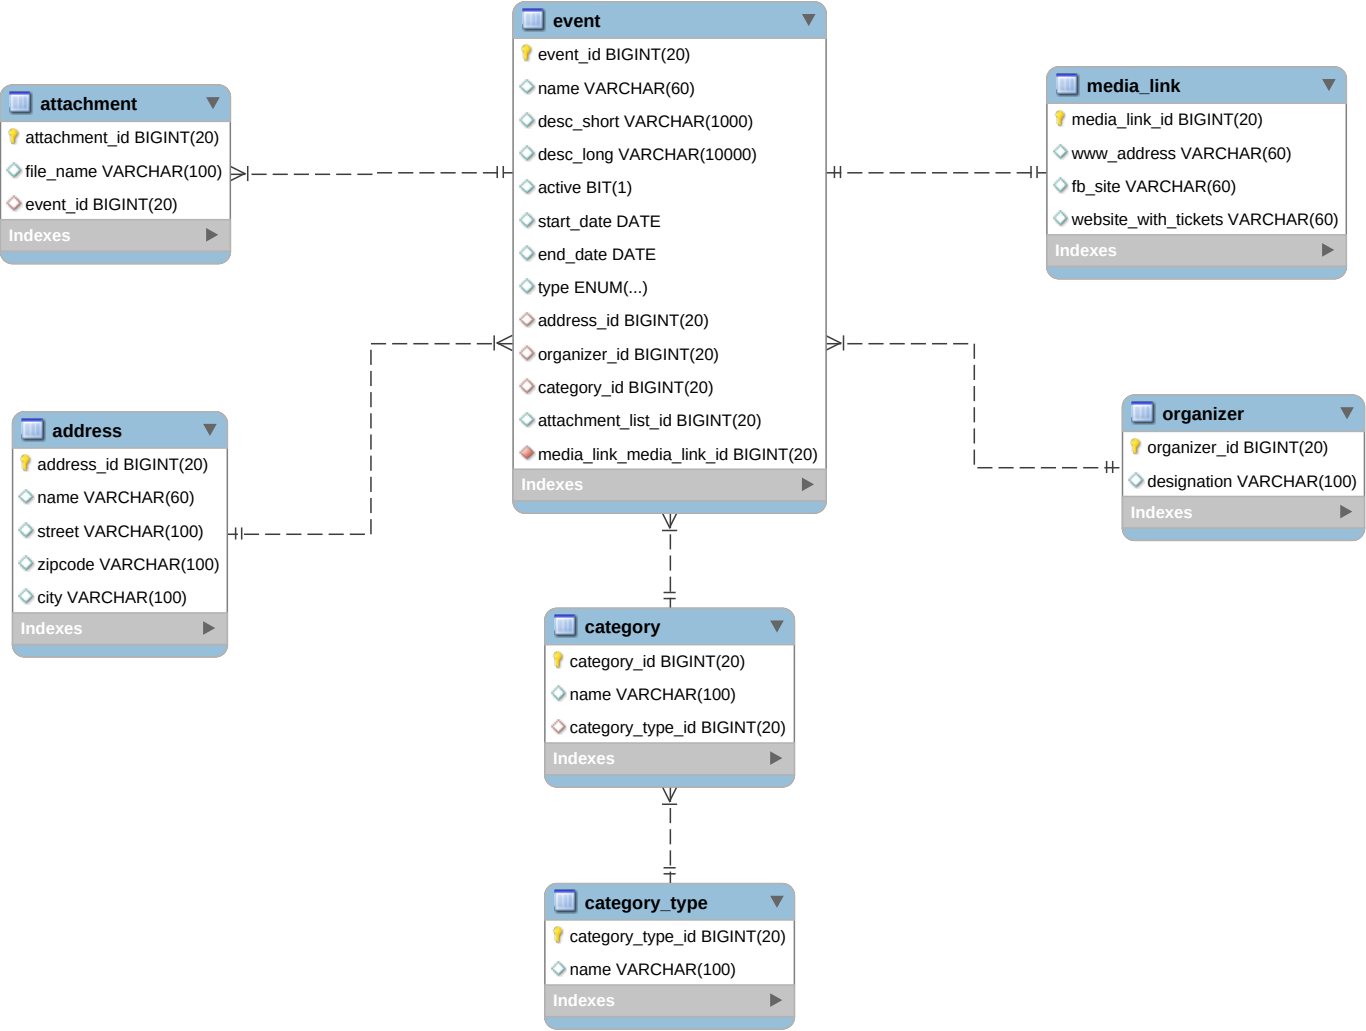 event
event_id BIGINT(20)
name VARCHAR(60)
desc_short VARCHAR(1000)
desc_long VARCHAR(10000)
active BIT(1)
start_date DATE
end_date DATE
type ENUM(...)
address_id BIGINT(20)
organizer_id BIGINT(20)
category_id BIGINT(20)
attachment_list_id BIGINT(20)
media_link_media_link_id BIGINT(20)
Indexes
attachment
attachment_id BIGINT(20)
file_name VARCHAR(100)
event_id BIGINT(20)
Indexes
media_link
media_link_id BIGINT(20)
www_address VARCHAR(60)
fb_site VARCHAR(60)
website_with_tickets VARCHAR(60)
Indexes
address
address_id BIGINT(20)
name VARCHAR(60)
street VARCHAR(100)
zipcode VARCHAR(100)
city VARCHAR(100)
Indexes
organizer
organizer_id BIGINT(20)
designation VARCHAR(100)
Indexes
category
category_id BIGINT(20)
name VARCHAR(100)
category_type_id BIGINT(20)
Indexes
category_type
category_type_id BIGINT(20)
name VARCHAR(100)
Indexes